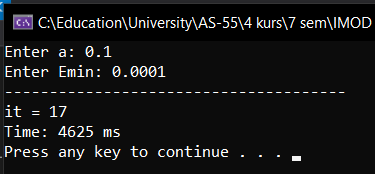 C:\Education\University\AS-55\4 kurs\7 sem\IMOD
Enter a: 0.1
Enter Emin: 0.0001
---------------------------------------
it = 17
Time: 4625 ms
Press any key to continue . . .